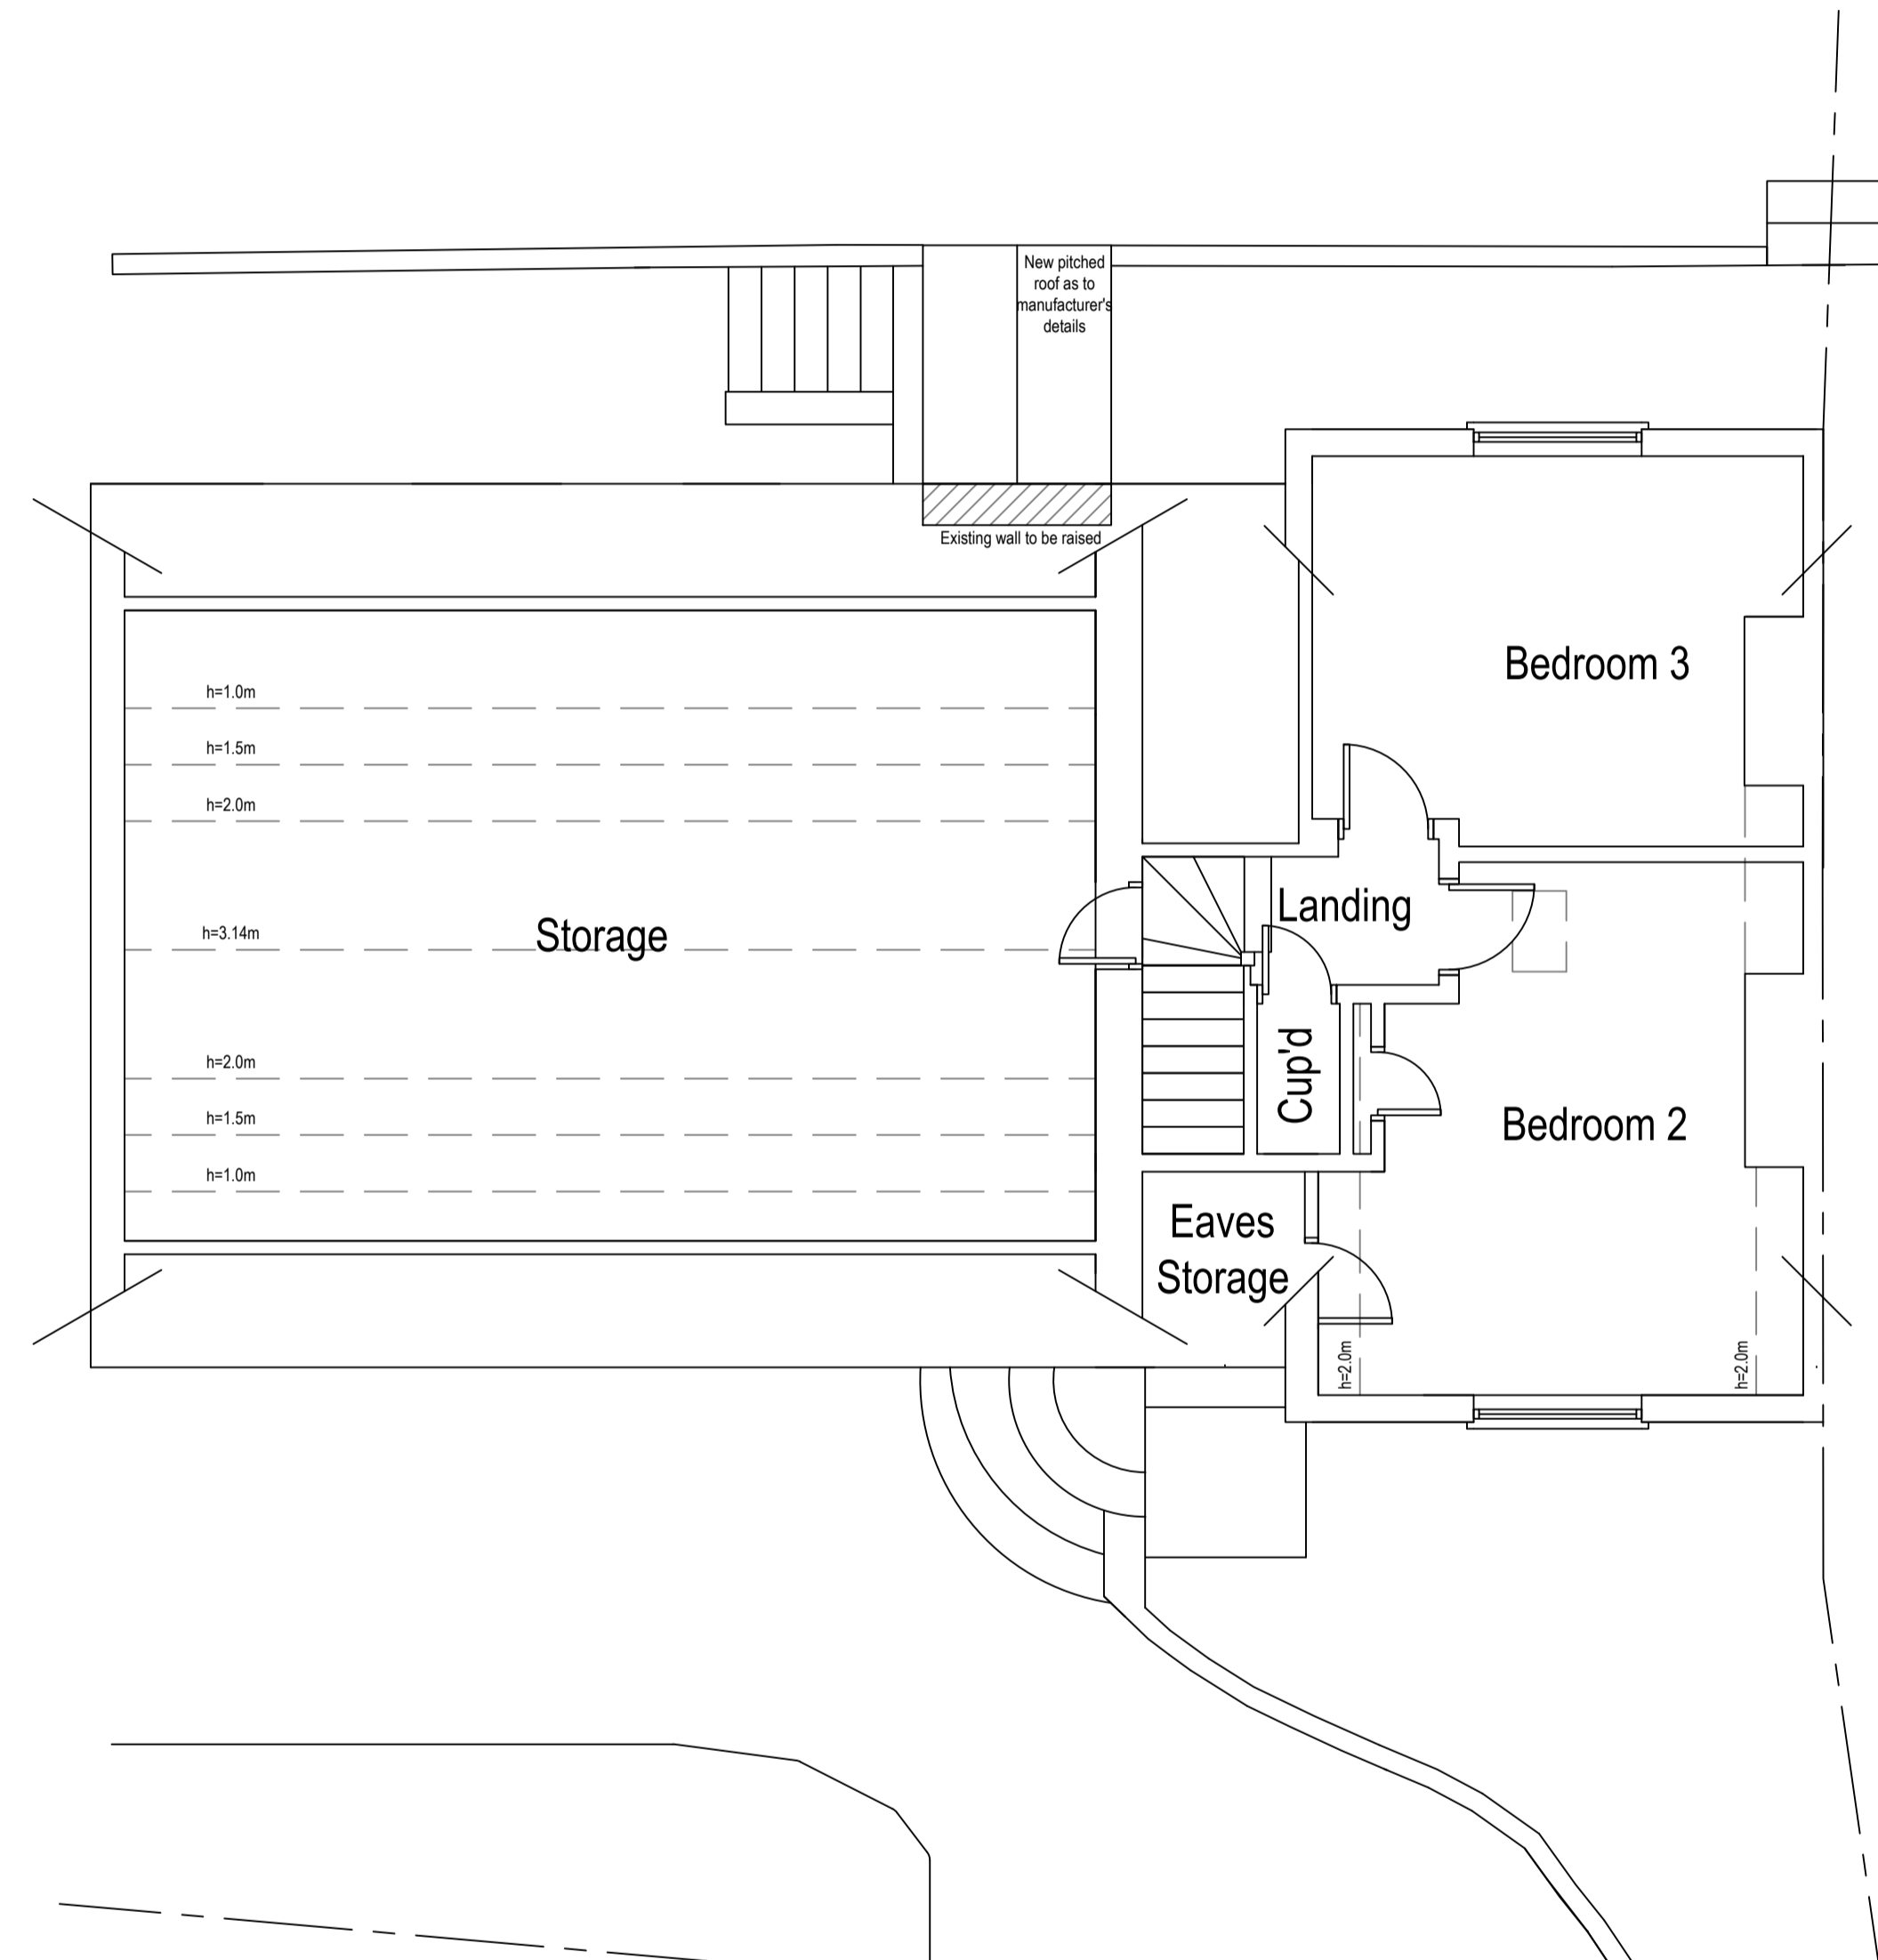 New pitched
roof as to
manufacturer's
details
Existing wall to be raised
Bedroom 3
h=1.0m
h=1.5m
h=2.0m
h=3.14m
Storage
Landing
h=2.0m
h=1.5m
h=1.0m
Cup'd
Bedroom 2
Eaves
Storage
h=2.0m
h=2.0m